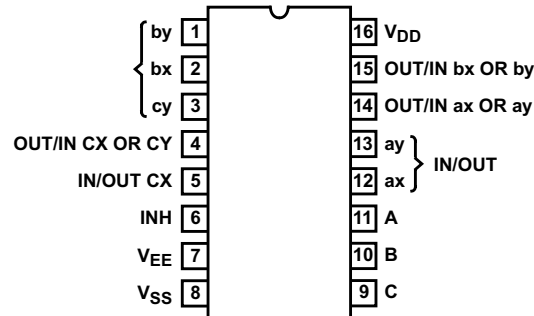 by 1
bx 2
cy 3
OUT/IN CX OR CY 4
IN/OUT CX 5
INH 6
VEE 7
VSS 8
16 VDD
15 OUT/IN bx OR by
14 OUT/IN ax OR ay
13 ay
IN/OUT
12 ax
11 A
10 B
9 C